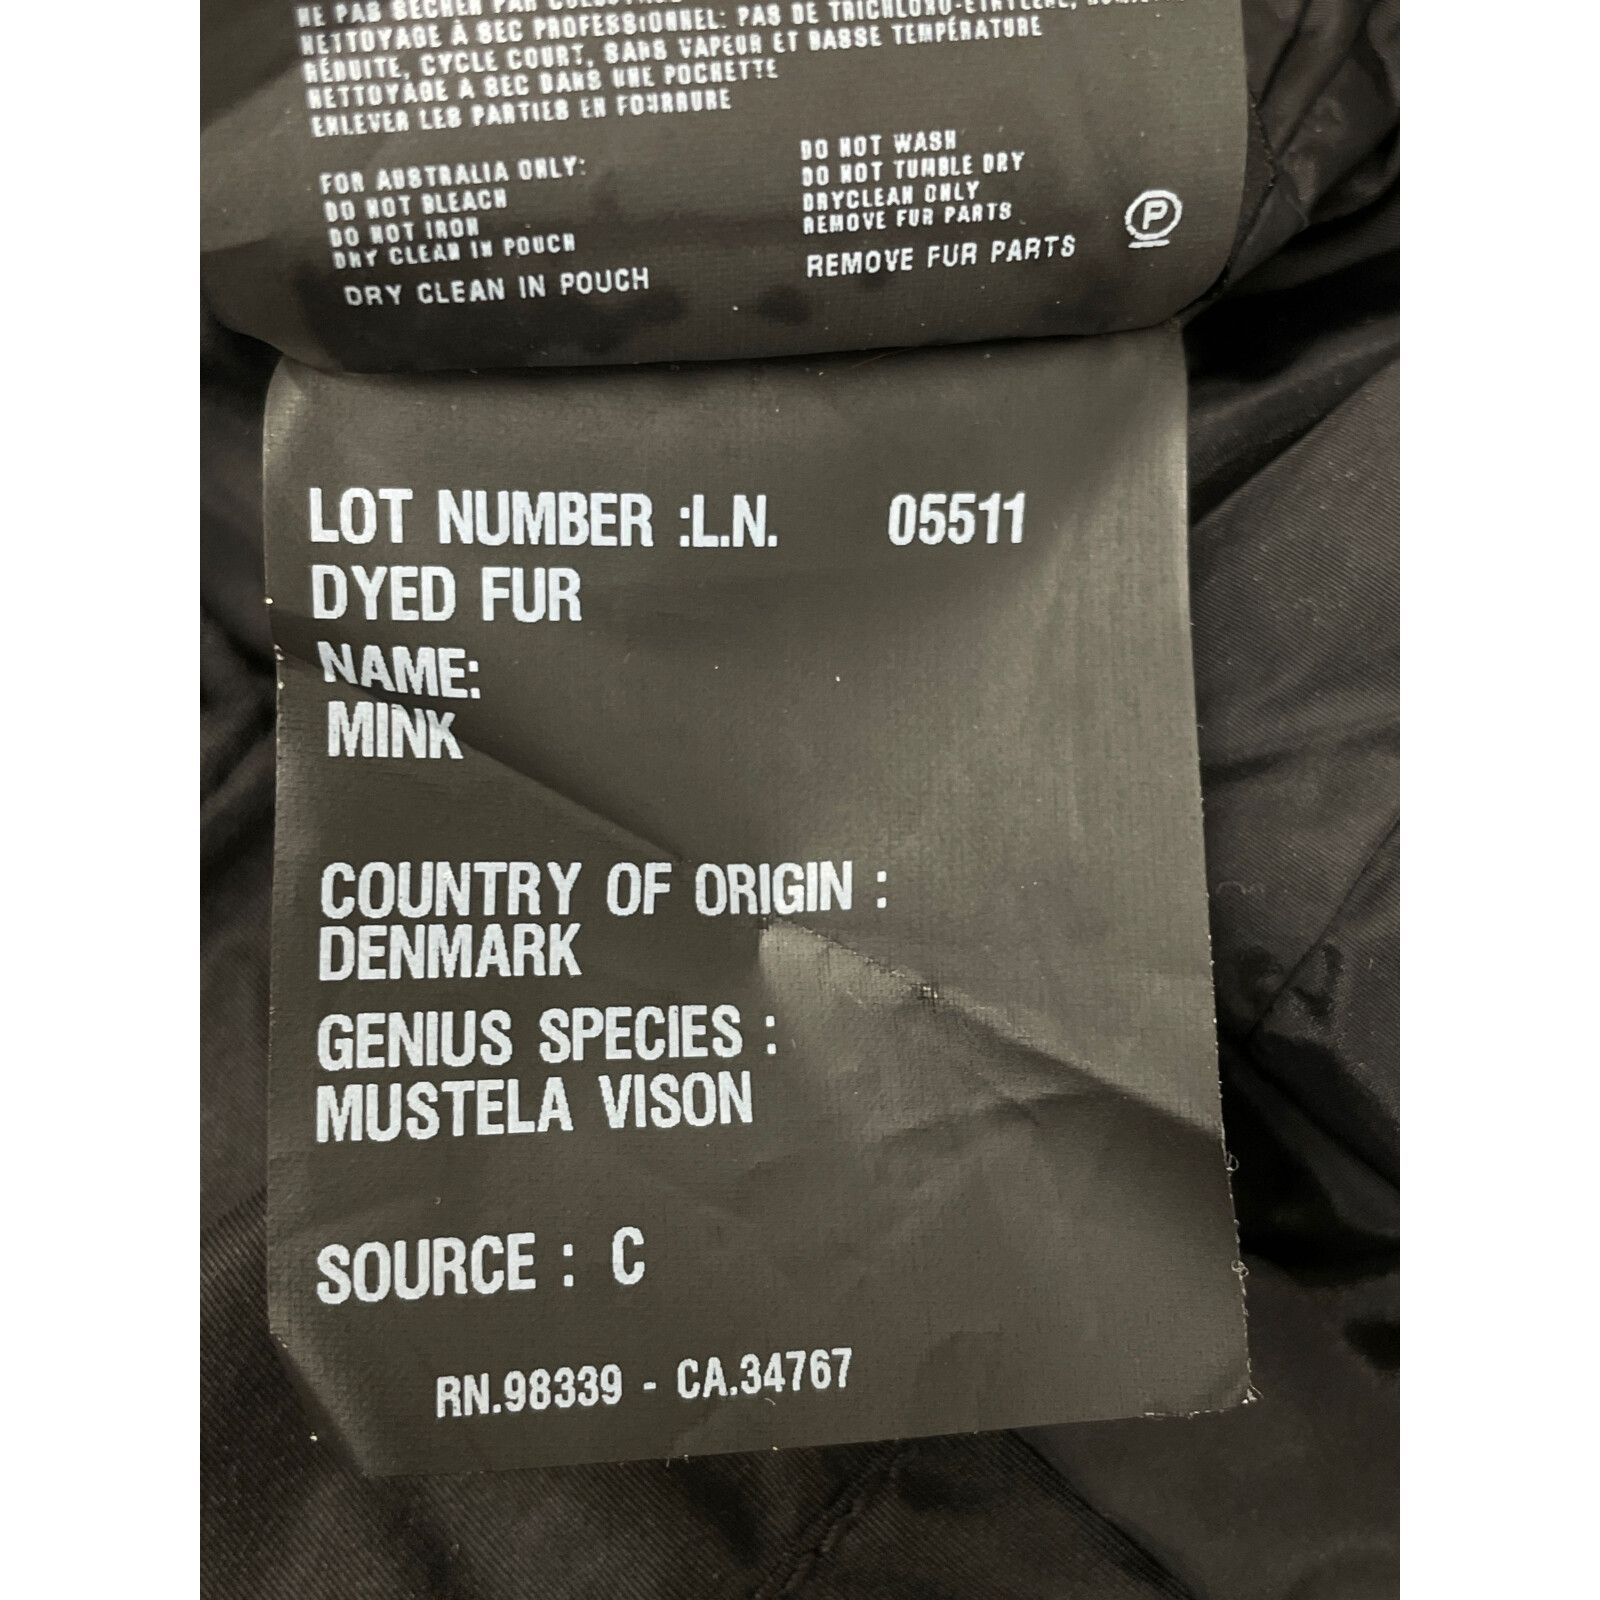 NE PAS SÉCHER PAR
NETTOYAGE À SEC PROFESSIONNEL: PAS DE TRICHLORO-ETHYLENE,
RÉDUITE, CYCLE COURT, SANS VAPEUR ET BASSE TEMPÉRATURE
NETTOYAGE À SEC DANS UNE POCHETTE
ENLEVER LES PARTIES EN FOURRURE
FOR AUSTRALIA ONLY:
DO NOT BLEACH
DO NOT IRON
DRY CLEAN IN POUCH
DRY CLEAN IN POUCH
DO NOT WASH
DO NOT TUMBLE DRY
DRYCLEAN ONLY
REMOVE FUR PARTS
REMOVE FUR PARTS
P
LOT NUMBER :L.N. 05511
DYED FUR
NAME:
MINK
COUNTRY OF ORIGIN :
DENMARK
GENIUS SPECIES :
MUSTELA VISON
SOURCE : C
RN.98339 - CA.34767